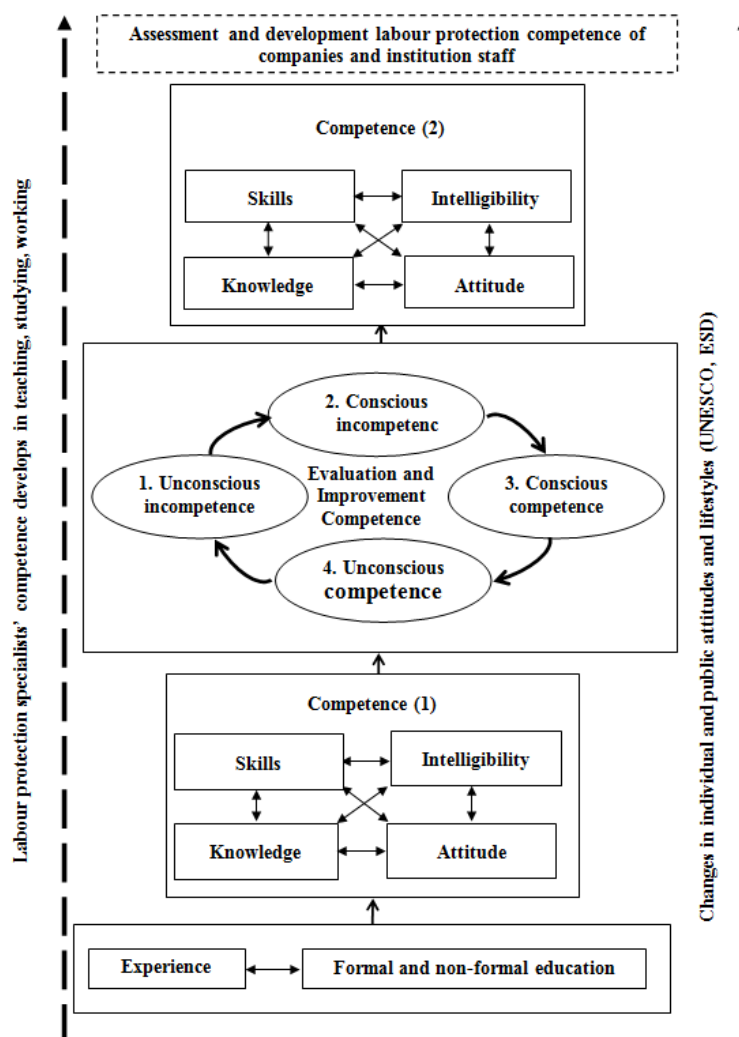 Assessment and development labour protection competence of
companies and institution staff
Competence (2)
Skills
Intelligibility
Knowledge
Attitude
2. Conscious
incompetenc
1. Unconscious
incompetence
Evaluation and
Improvement
Competence
3. Conscious
competence
4. Unconscious
competence
Competence (1)
Skills
Intelligibility
Knowledge
Attitude
Experience
Formal and non-formal education
Labour protection specialists’ competence develops in teaching, studying, working
Changes in individual and public attitudes and lifestyles (UNESCO, ESD)